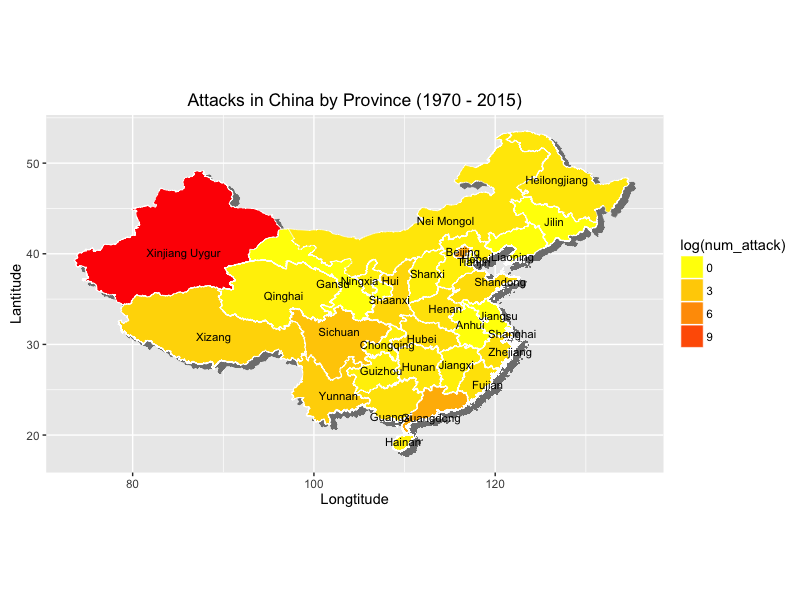 Attacks in China by Province (1970 - 2015)
50
40
30
20
80
100
120
Longtitude
Lantitude
log(num_attack)
0
3
6
9
Heilongjiang
Nei Mongol
Jilin
Xinjiang Uygur
Beijing
Hebei
Liaoning
Tianjin
Gansu
Ningxia Hui
Shanxi
Shandong
Qinghai
Shaanxi
Henan
Jiangsu
Anhui
Xizang
Sichuan
Chongqing
Hubei
Shanghai
Zhejiang
Guizhou
Hunan
Jiangxi
Yunnan
Fujian
Guangdong
Hainan